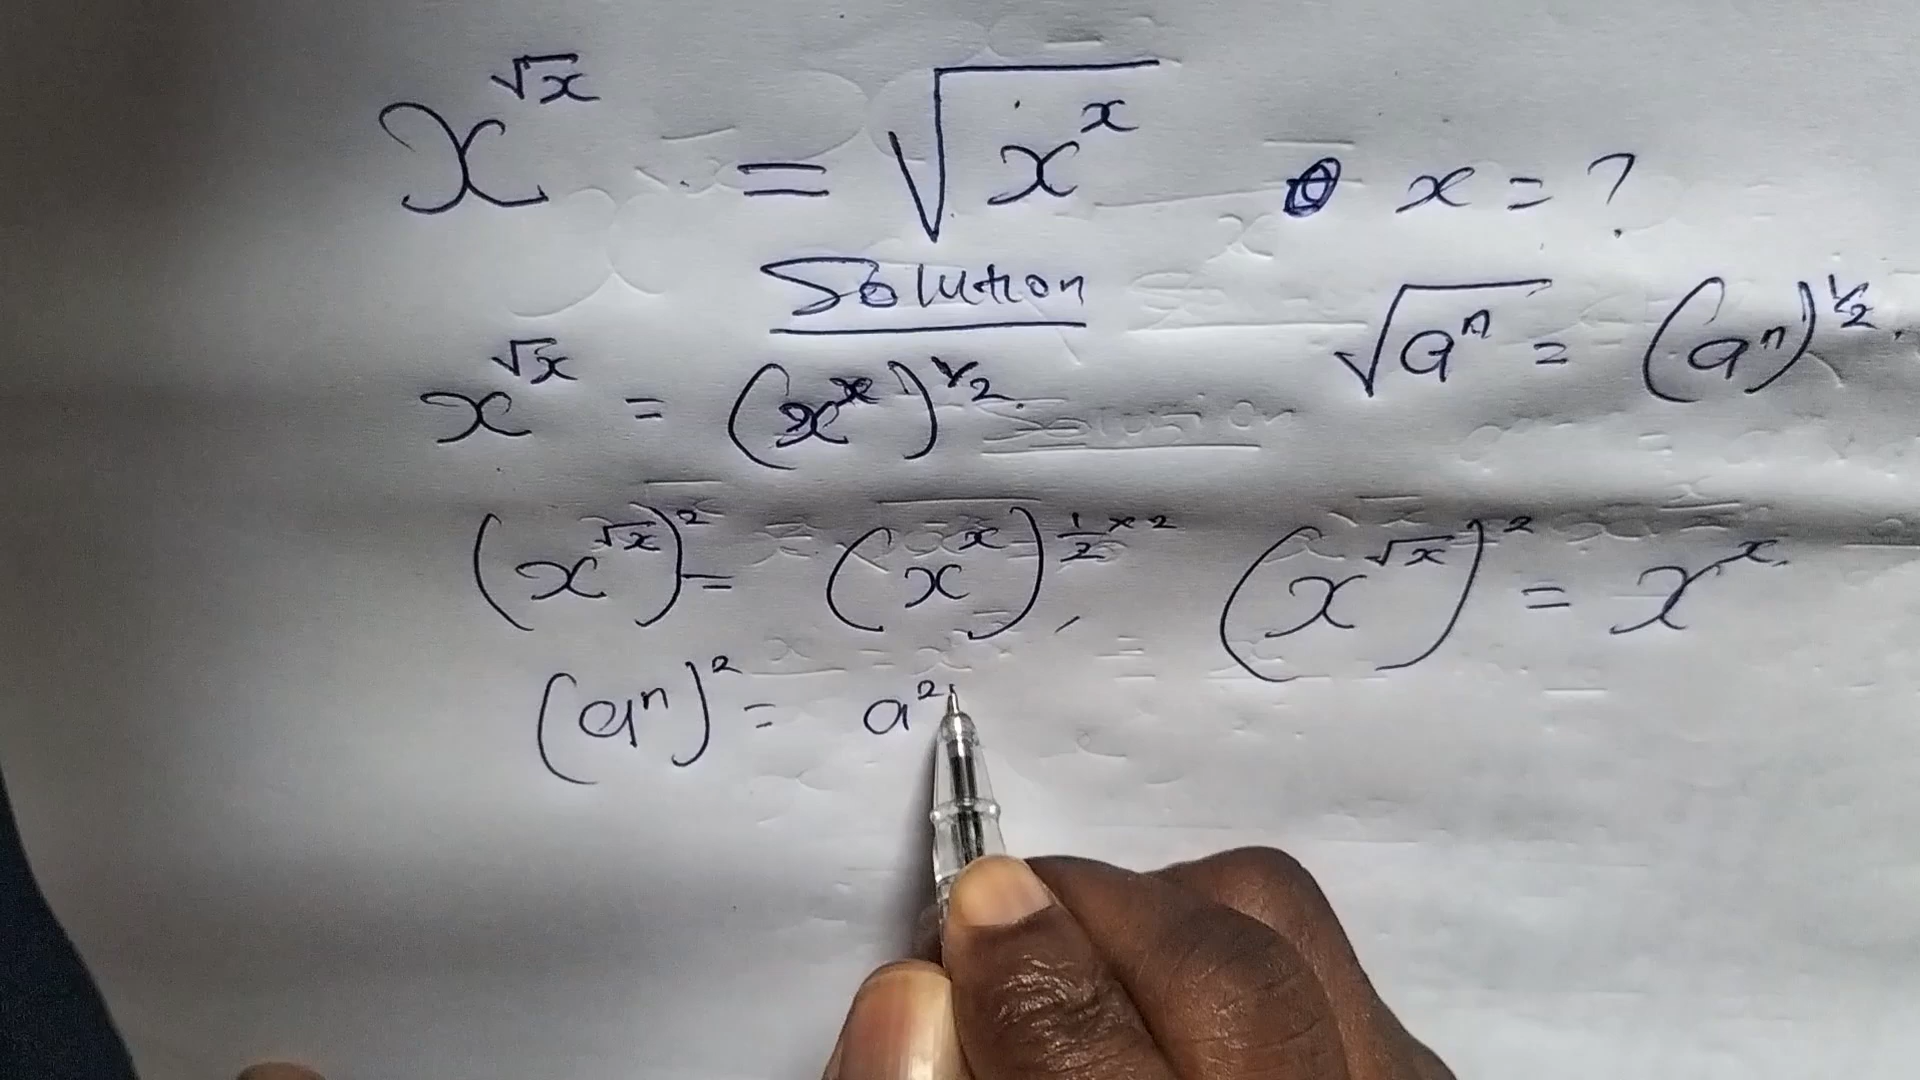 x^√x = √(x^x) x = ?
Solution
√(a^n) = (a^n)^1/2.
x^√x = (x^x)^1/2.
(x^√x)^2 = (x^x)^1/2 × 2, (x^√x)^2 = x^x.
(a^n)^2 = a^2